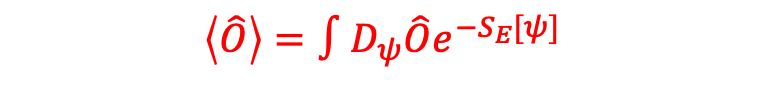 ⟨Ô⟩ = ∫ D_ψ Ô e^{−S_E[ψ]}